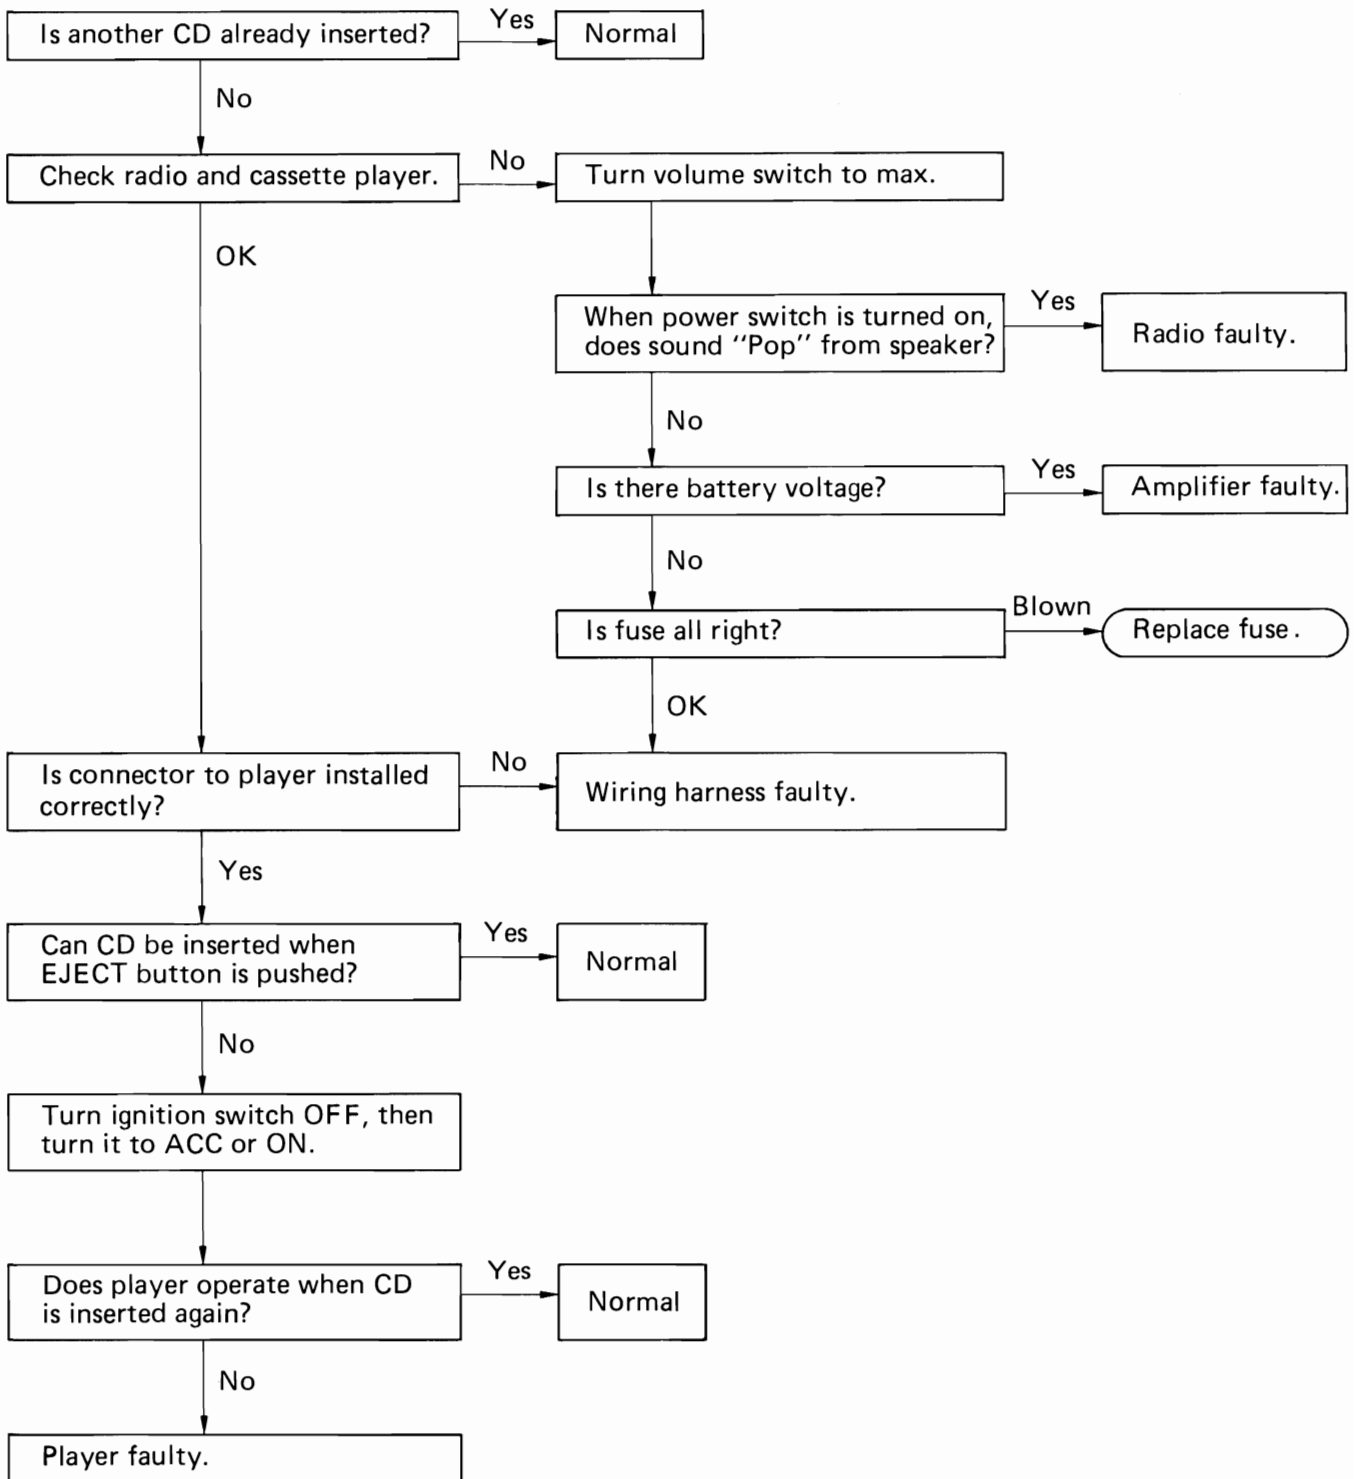 Is another CD already inserted?
Yes
Normal
No
Check radio and cassette player.
No
Turn volume switch to max.
OK
When power switch is turned on,
does sound "Pop" from speaker?
Yes
Radio faulty.
No
Is there battery voltage?
Yes
Amplifier faulty.
No
Is fuse all right?
Blown
Replace fuse.
OK
Is connector to player installed
correctly?
No
Wiring harness faulty.
Yes
Can CD be inserted when
EJECT button is pushed?
Yes
Normal
No
Turn ignition switch OFF, then
turn it to ACC or ON.
Does player operate when CD
is inserted again?
Yes
Normal
No
Player faulty.